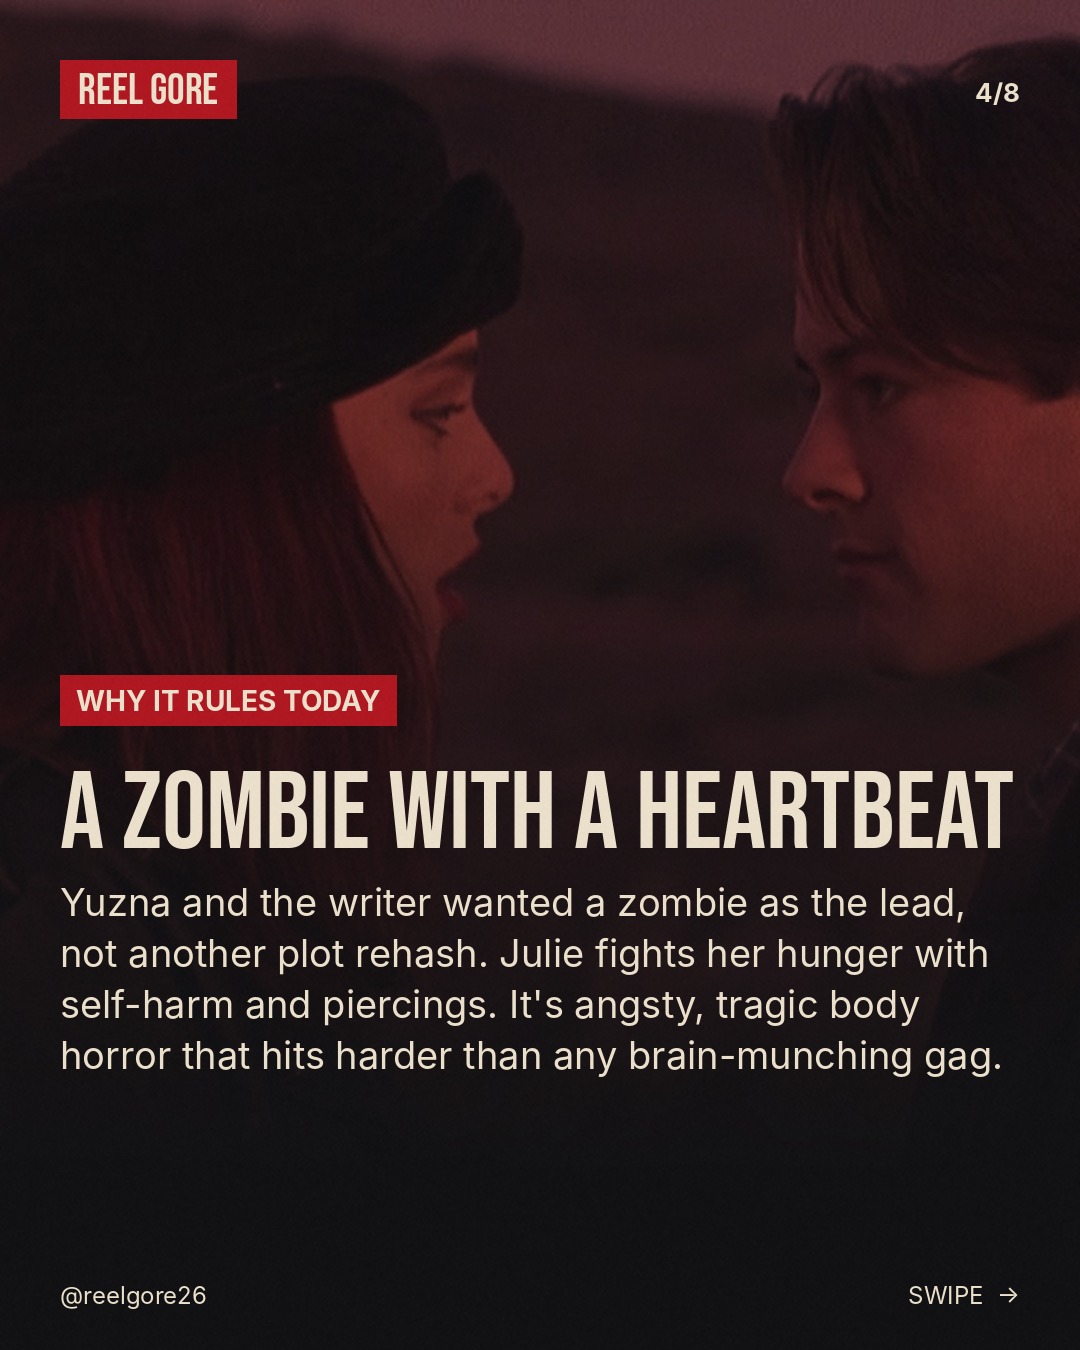 REEL GORE
4/8
WHY IT RULES TODAY
A ZOMBIE WITH A HEARTBEAT
Yuzna and the writer wanted a zombie as the lead,
not another plot rehash. Julie fights her hunger with
self-harm and piercings. It's angsty, tragic body
horror that hits harder than any brain-munching gag.
@reelgore26
SWIPE →